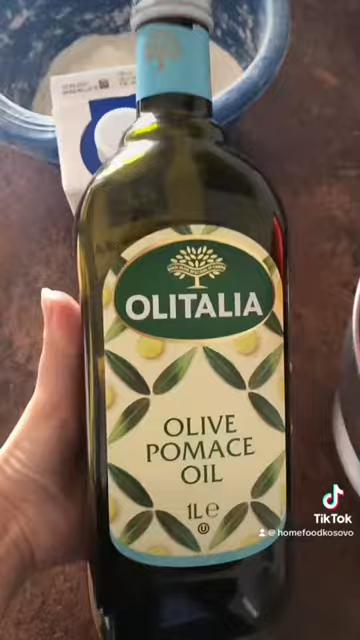 OLITALIA
OLIVE
POMACE
OIL
1L e
U
TikTok
@homefoodkosovo